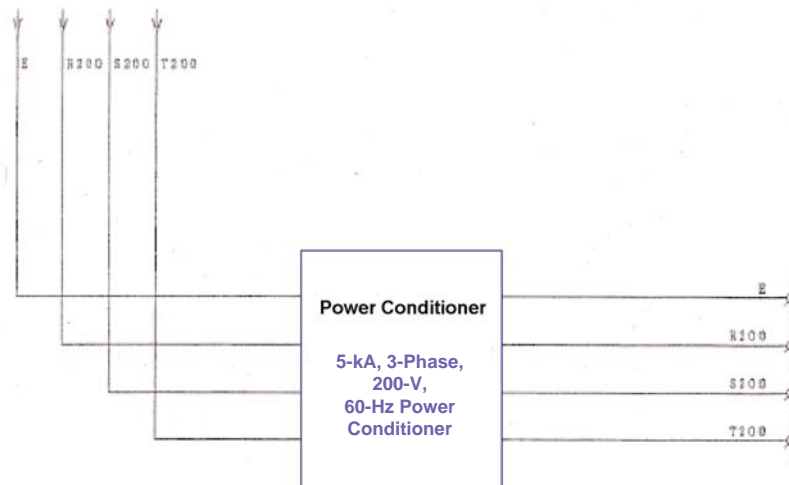 E R200 S200 T200
E
Power Conditioner
R200
5-kA, 3-Phase,
200-V,
S200
60-Hz Power
Conditioner
T200